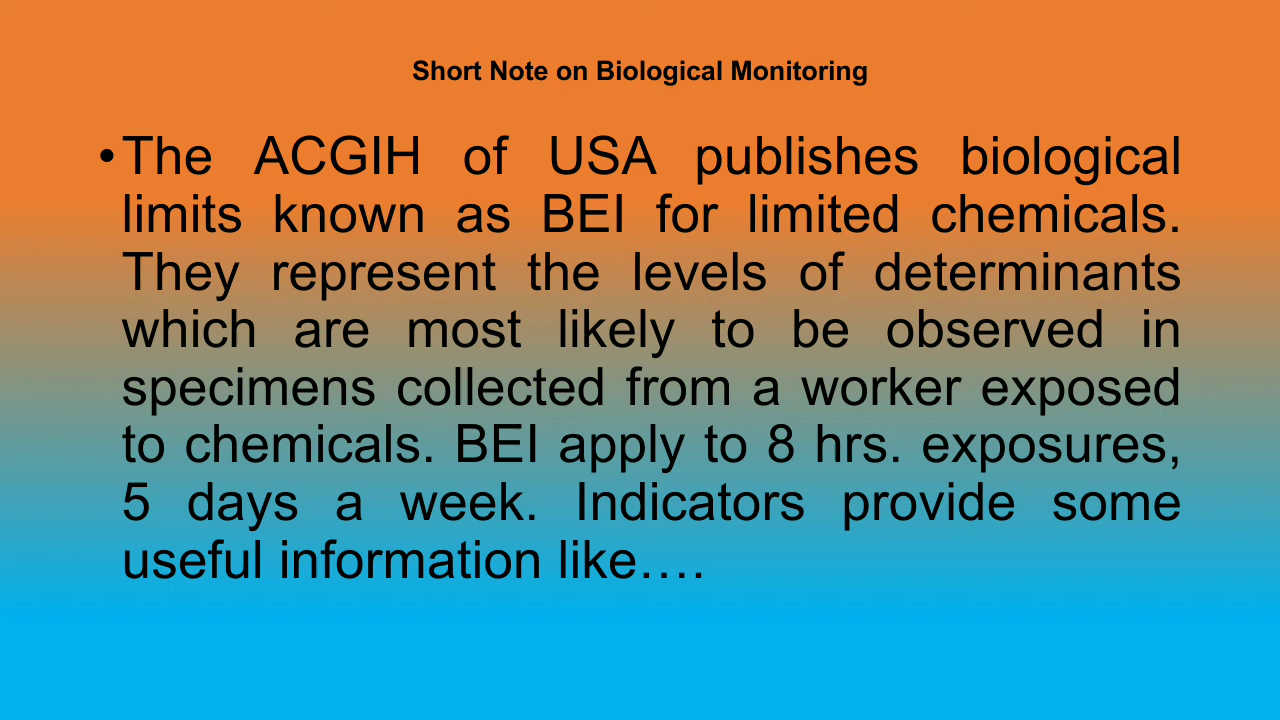 Short Note on Biological Monitoring
•The ACGIH of USA publishes biological
limits known as BEI for limited chemicals.
They represent the levels of determinants
which are most likely to be observed in
specimens collected from a worker exposed
to chemicals. BEI apply to 8 hrs. exposures,
5 days a week. Indicators provide some
useful information like….